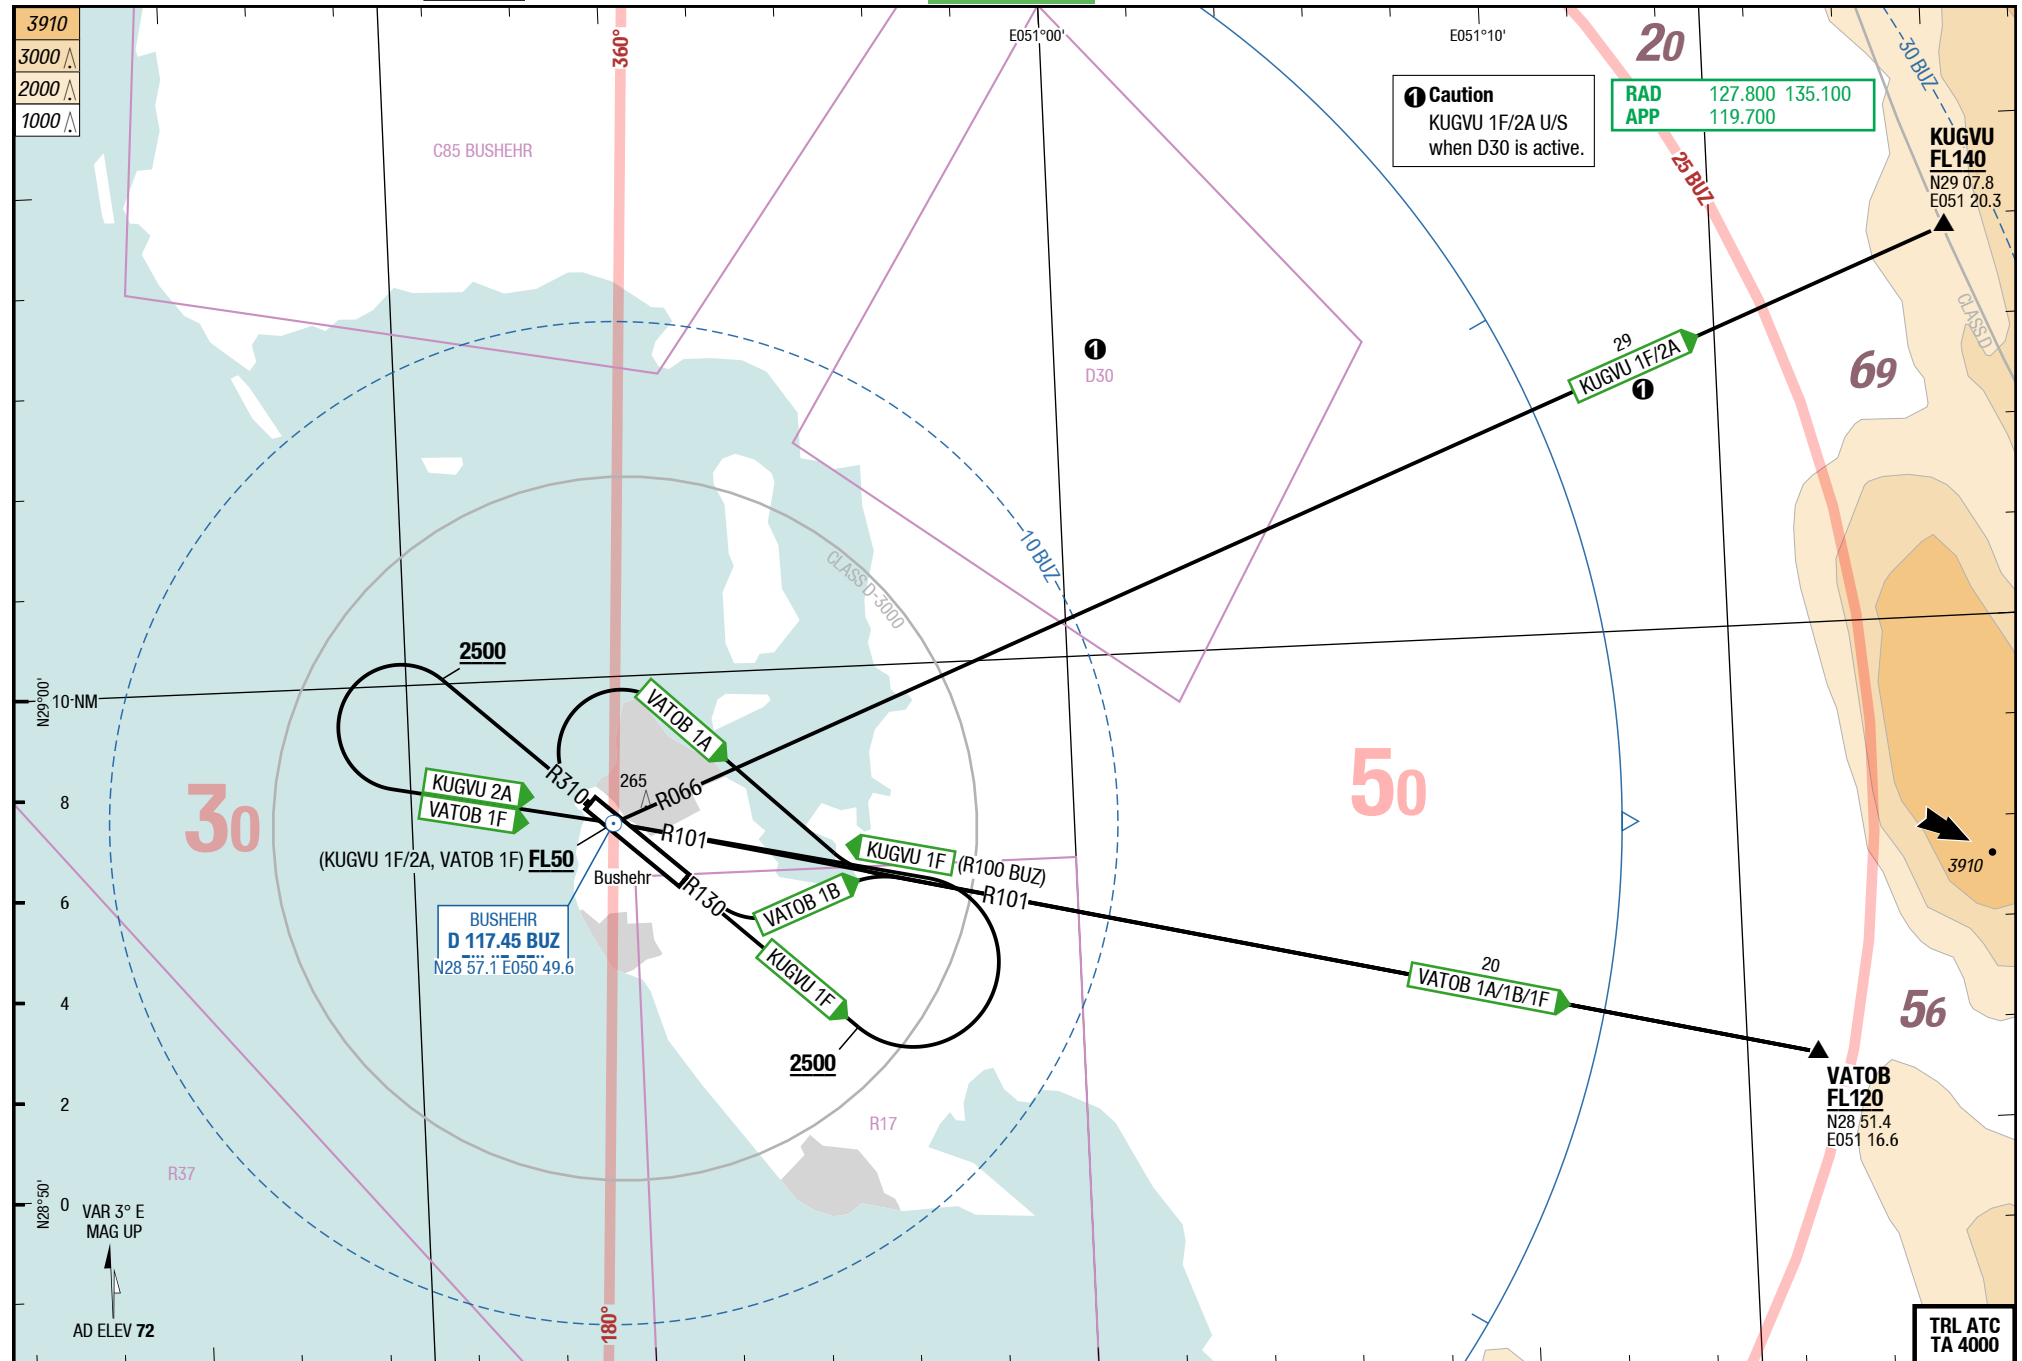 3910
3000
2000
1000
360°
E051°00'
E051°10'
20
30 BUZ
1 Caution
KUGVU 1F/2A U/S
when D30 is active.
RAD 127.800 135.100
APP 119.700
KUGVU
FL140
N29 07.8
E051 20.3
C85 BUSHEHR
25 BUZ
CLASS D
29
KUGVU 1F/2A
1
1
D30
69
10 BUZ
CLASS D-3000
2500
N29°00'
10 NM
VATOB 1A
R310
265
R066
KUGVU 2A
VATOB 1F
30
50
R101
(KUGVU 1F/2A, VATOB 1F) FL50
KUGVU 1F (R100 BUZ)
Bushehr
R130
VATOB 1B
R101
3910
8
6
4
2
0
BUSHEHR
D 117.45 BUZ
N28 57.1 E050 49.6
KUGVU 1F
20
VATOB 1A/1B/1F
56
2500
VATOB
FL120
N28 51.4
E051 16.6
R17
R37
N28°50'
VAR 3° E
MAG UP
AD ELEV 72
180°
TRL ATC
TA 4000